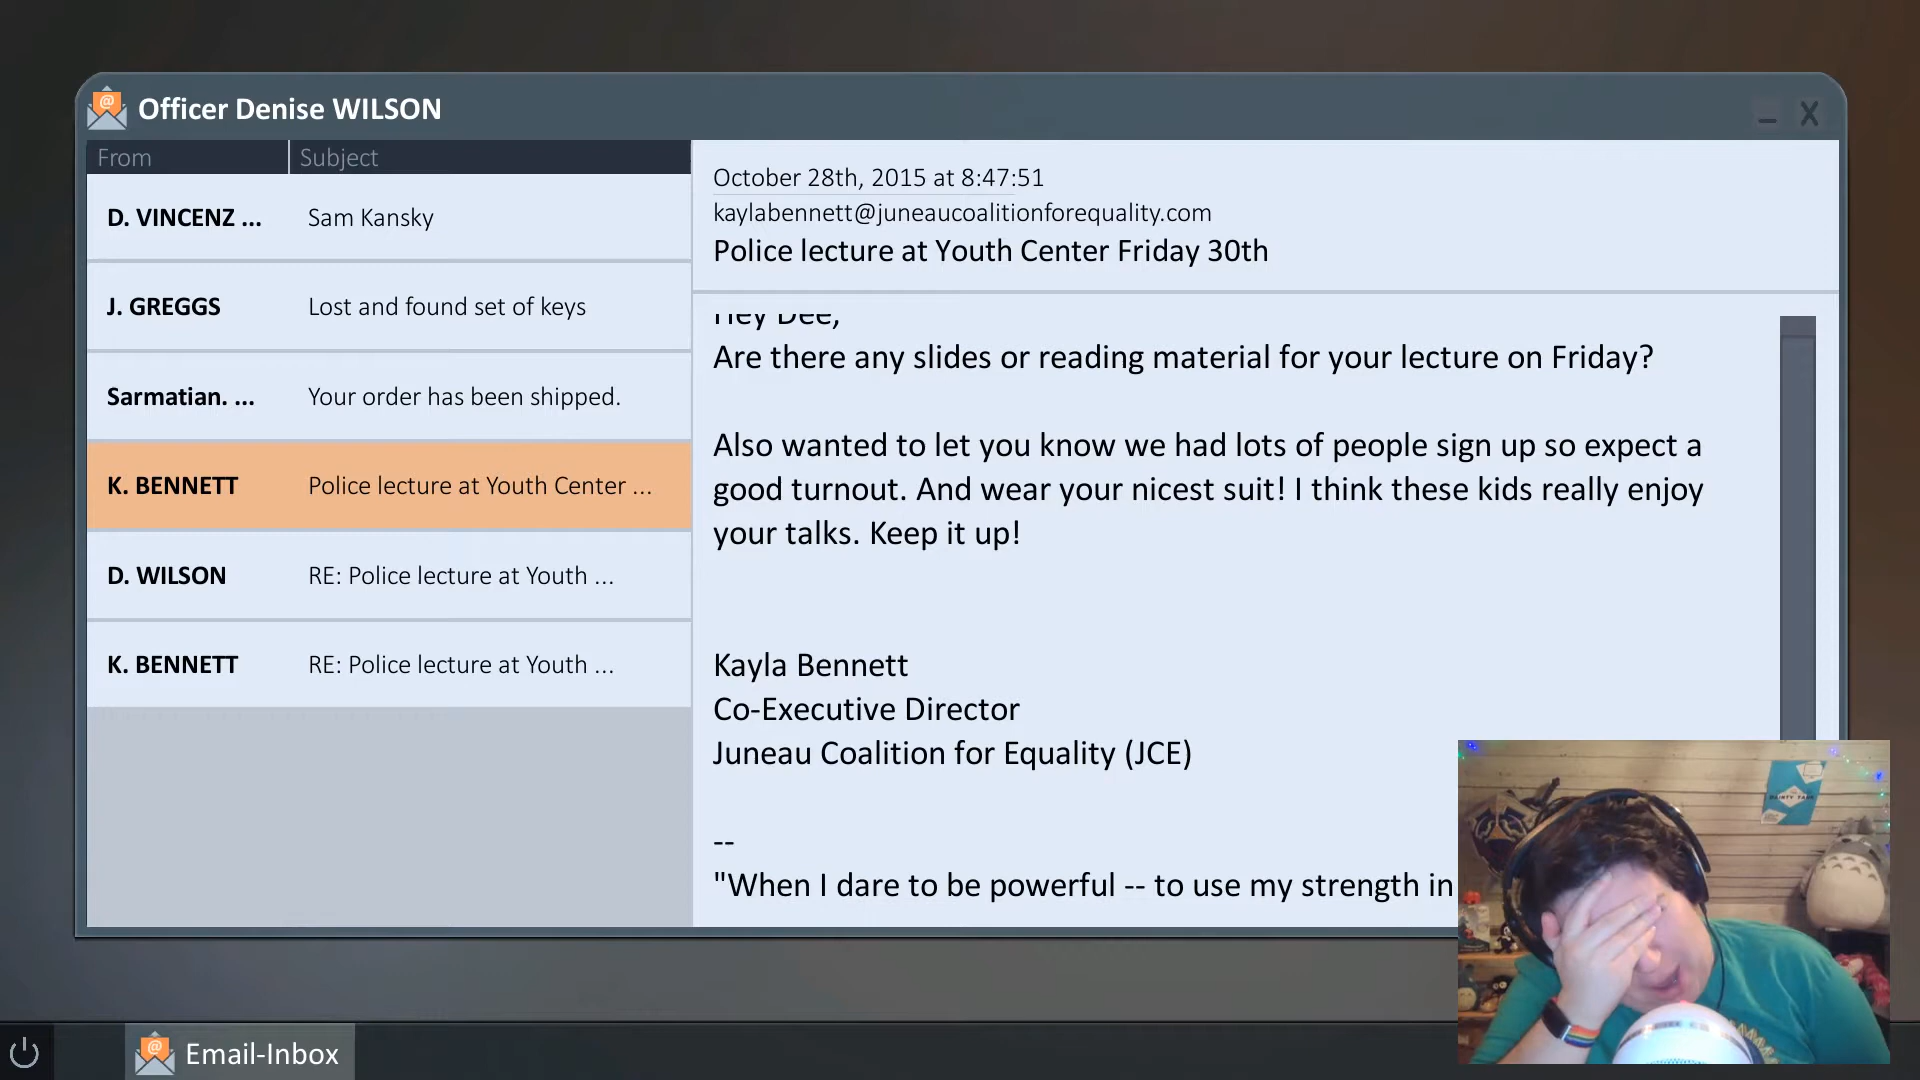 Officer Denise WILSON
From Subject
D. VINCENZ ... Sam Kansky
J. GREGGS Lost and found set of keys
Sarmatian. ... Your order has been shipped.
K. BENNETT Police lecture at Youth Center ...
D. WILSON RE: Police lecture at Youth ...
K. BENNETT RE: Police lecture at Youth ...
October 28th, 2015 at 8:47:51
kaylabennett@juneaucoalitionforequality.com
Police lecture at Youth Center Friday 30th
Hey Dee,
Are there any slides or reading material for your lecture on Friday?
Also wanted to let you know we had lots of people sign up so expect a
good turnout. And wear your nicest suit! I think these kids really enjoy
your talks. Keep it up!
Kayla Bennett
Co-Executive Director
Juneau Coalition for Equality (JCE)
--
"When I dare to be powerful -- to use my strength in
Email-Inbox